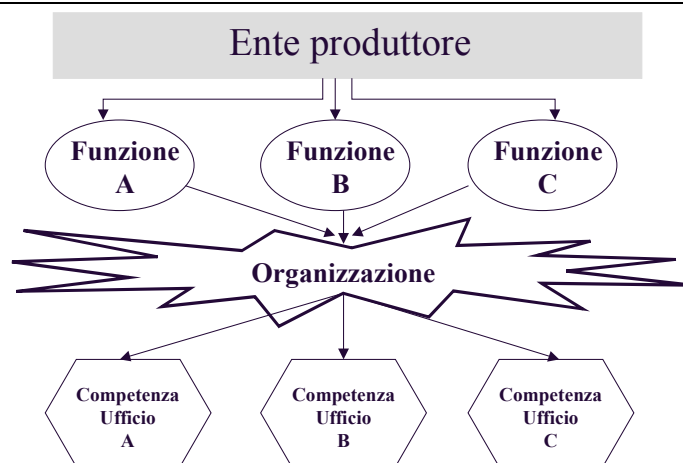 Ente produttore
Funzione
A
Funzione
B
Funzione
C
Organizzazione
Competenza
Ufficio
A
Competenza
Ufficio
B
Competenza
Ufficio
C